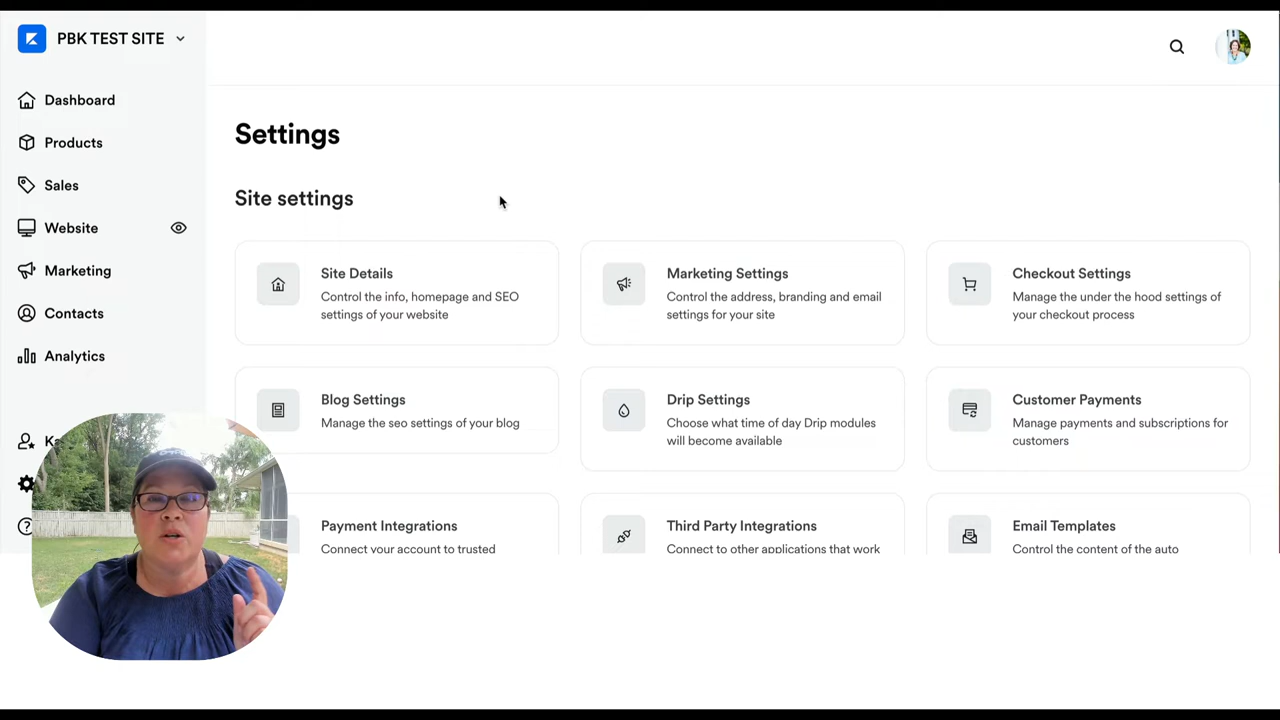 PBK TEST SITE
Dashboard
Products
Sales
Website
Marketing
Contacts
Analytics
Settings
Site settings
Site Details
Control the info, homepage and SEO
settings of your website
Marketing Settings
Control the address, branding and email
settings for your site
Checkout Settings
Manage the under the hood settings of
your checkout process
Blog Settings
Manage the seo settings of your blog
Drip Settings
Choose what time of day Drip modules
will become available
Customer Payments
Manage payments and subscriptions for
customers
Payment Integrations
Connect your account to trusted
Third Party Integrations
Connect to other applications that work
Email Templates
Control the content of the auto